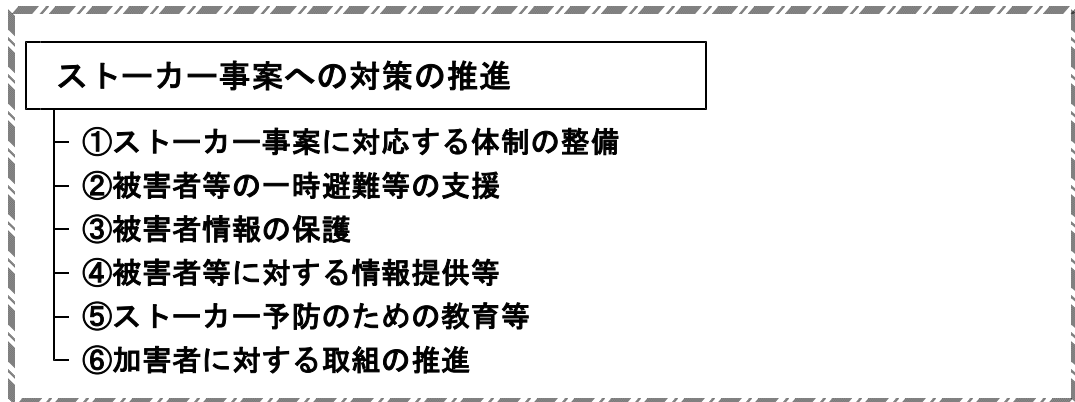 ストーカー事案への対策の推進
①ストーカー事案に対応する体制の整備
②被害者等の一時避難等の支援
③被害者情報の保護
④被害者等に対する情報提供等
⑤ストーカー予防のための教育等
⑥加害者に対する取組の推進